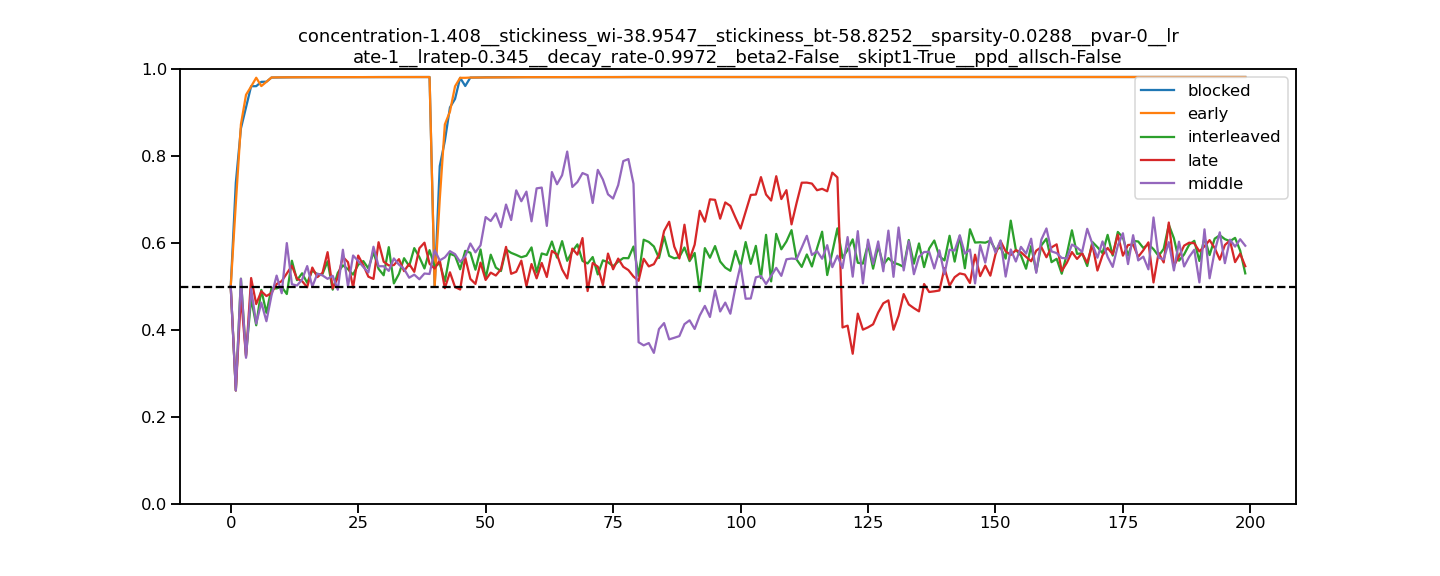 concentration-1.408__stickiness_wi-38.9547__stickiness_bt-58.8252__sparsity-0.0288__pvar-0__lr
ate-1__lratep-0.345__decay_rate-0.9972__beta2-False__skipt1-True__ppd_allsch-False
1.0
0.8
0.6
0.4
0.2
0.0
blocked
early
interleaved
late
middle
0 25 50 75 100 125 150 175 200